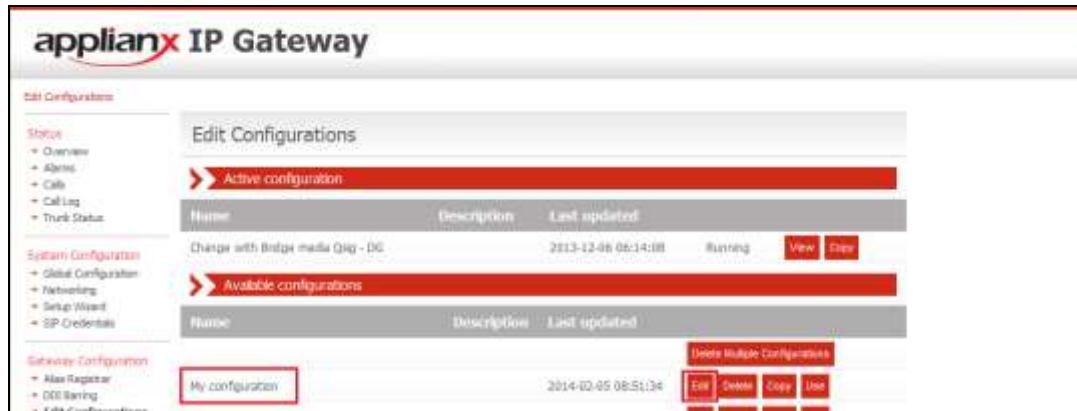 applianx IP Gateway
Edit Configurations
Status
Overview
Alarms
Calls
Call Log
Trunk Status
System Configuration
Global Configuration
Networking
Setup Wizard
SIP Credentials
Gateway Configuration
Alias Registrar
DDI Barring
Edit Configurations
Edit Configurations
Active configuration
Name Description Last updated
Change with Bridge media Qsig - DG 2013-12-06 06:14:08 Running View Copy
Available configurations
Name Description Last updated
Delete Multiple Configurations
My configuration 2014-02-05 08:51:34 Edit Delete Copy Use